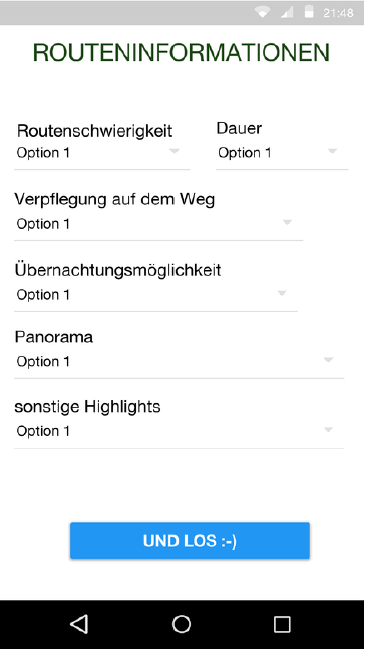 21:48
ROUTENINFORMATIONEN
Routenschwierigkeit
Dauer
Option 1
Option 1
Verpflegung auf dem Weg
Option 1
Übernachtungsmöglichkeit
Option 1
Panorama
Option 1
sonstige Highlights
Option 1
UND LOS :-)